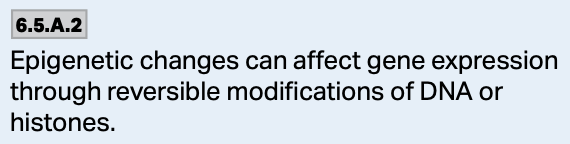 6.5.A.2
Epigenetic changes can affect gene expression
through reversible modifications of DNA or
histones.